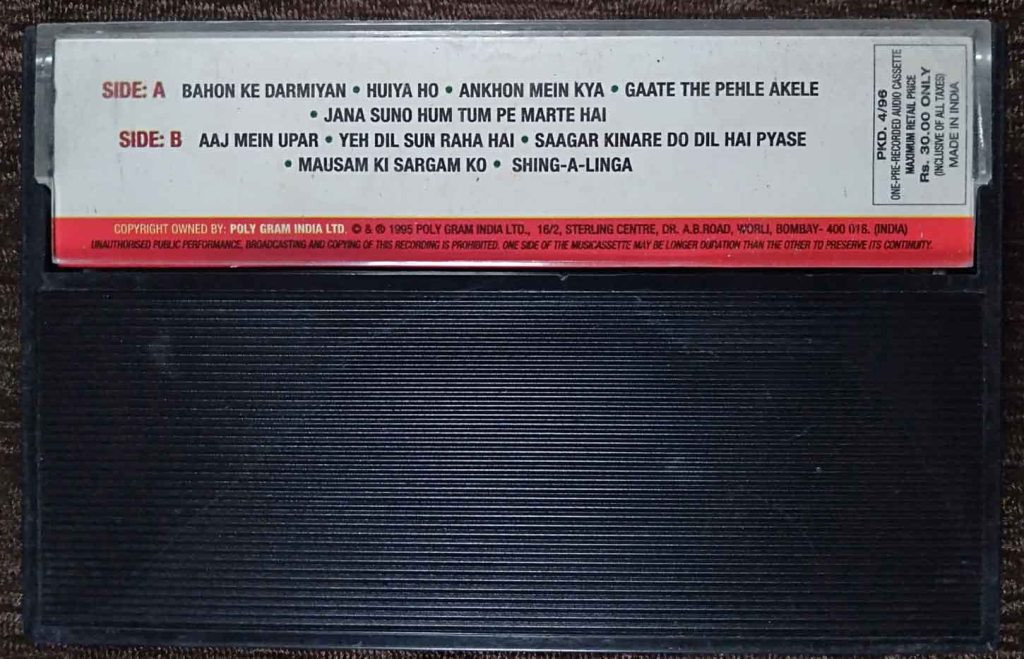 SIDE: A BAHON KE DARMIYAN • HUIYA HO • ANKHON MEIN KYA • GAATE THE PEHLE AKELE
• JANA SUNO HUM TUM PE MARTE HAI
SIDE: B AAJ MEIN UPAR • YEH DIL SUN RAHA HAI • SAAGAR KINARE DO DIL HAI PYASE
• MAUSAM KI SARGAM KO • SHING-A-LINGA
COPYRIGHT OWNED BY: POLY GRAM INDIA LTD. © & ℗ 1995 POLY GRAM INDIA LTD., 16/2, STERLING CENTRE, DR. A.B.ROAD, WORLI, BOMBAY- 400 018. (INDIA)
UNAUTHORISED PUBLIC PERFORMANCE, BROADCASTING AND COPYING OF THIS RECORDING IS PROHIBITED. ONE SIDE OF THE MUSICASSETTE MAY BE LONGER DURATION THAN THE OTHER TO PRESERVE ITS CONTINUITY.
PKD. 4/96
ONE-PRE-RECORDED AUDIO CASSETTE
MAXIMUM RETAIL PRICE
Rs. 30.00 ONLY
(INCLUSIVE OF ALL TAXES)
MADE IN INDIA